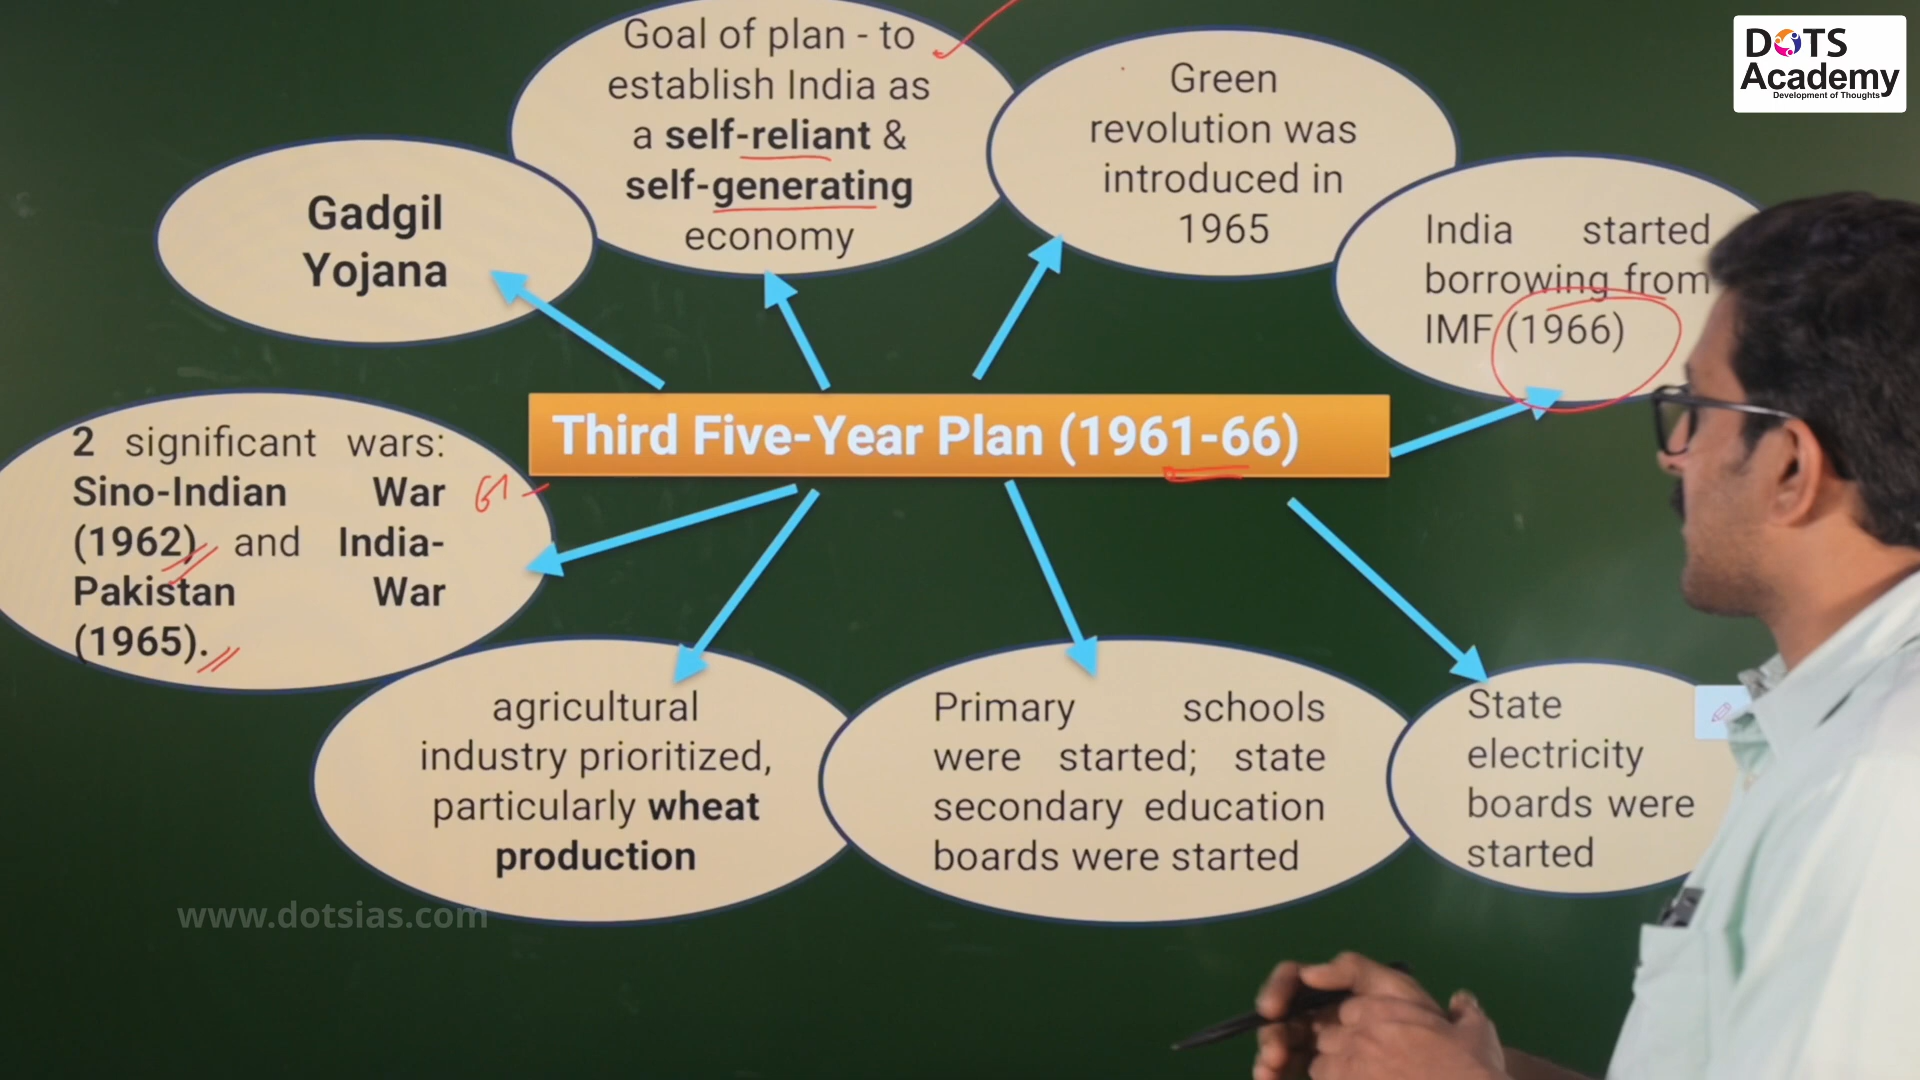 Goal of plan - to
establish India as
a self-reliant &
self-generating
economy
Green
revolution was
introduced in
1965
DOTS
Academy
Development of Thoughts
Gadgil
Yojana
India started
borrowing from
IMF (1966)
Third Five-Year Plan (1961-66)
2 significant wars:
Sino-Indian War
(1962) and India-
Pakistan War
(1965).
61-
agricultural
industry prioritized,
particularly wheat
production
Primary schools
were started; state
secondary education
boards were started
State
electricity
boards were
started
www.dotsias.com